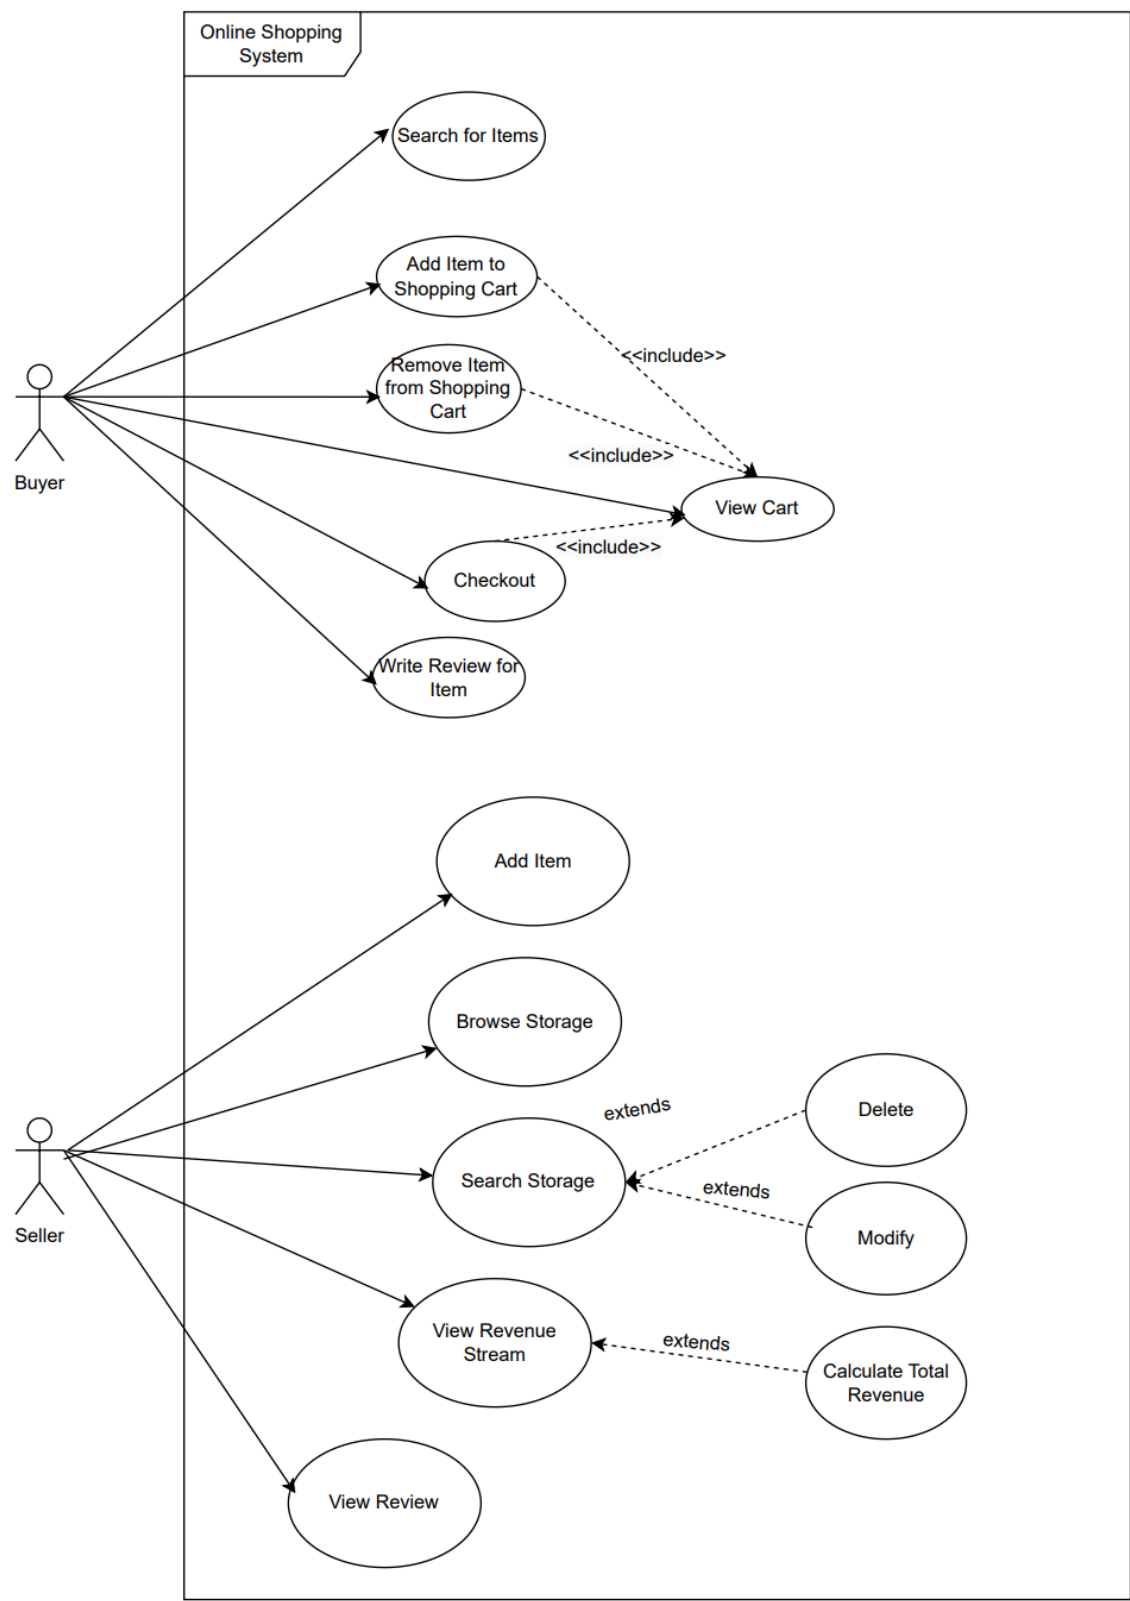 Online Shopping
System
Search for Items
Add Item to
Shopping Cart
<<include>>
Remove Item
from Shopping
Cart
<<include>>
Buyer
View Cart
<<include>>
Checkout
Write Review for
Item
Add Item
Browse Storage
extends
Delete
Search Storage
extends
Seller
Modify
View Revenue
Stream
extends
Calculate Total
Revenue
View Review